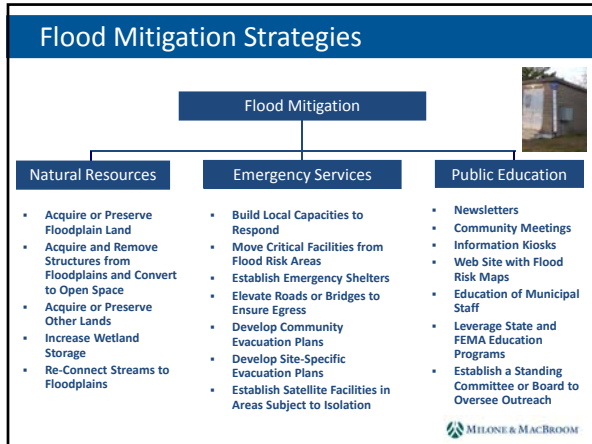 Flood Mitigation Strategies
Flood Mitigation
Natural Resources
▪ Acquire or Preserve
Floodplain Land
▪ Acquire and Remove
Structures from
Floodplains and Convert
to Open Space
▪ Acquire or Preserve
Other Lands
▪ Increase Wetland
Storage
▪ Re-Connect Streams to
Floodplains
Emergency Services
▪ Build Local Capacities to
Respond
▪ Move Critical Facilities from
Flood Risk Areas
▪ Establish Emergency Shelters
▪ Elevate Roads or Bridges to
Ensure Egress
▪ Develop Community
Evacuation Plans
▪ Develop Site-Specific
Evacuation Plans
▪ Establish Satellite Facilities in
Areas Subject to Isolation
Public Education
▪ Newsletters
▪ Community Meetings
▪ Information Kiosks
▪ Web Site with Flood
Risk Maps
▪ Education of Municipal
Staff
▪ Leverage State and
FEMA Education
Programs
▪ Establish a Standing
Committee or Board to
Oversee Outreach
MILONE & MACBROOM